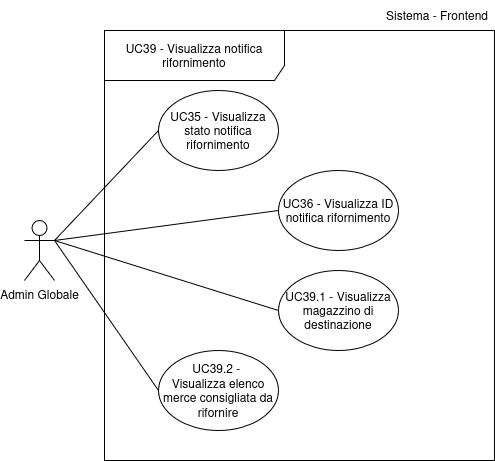 Sistema - Frontend
UC39 - Visualizza notifica
rifornimento
UC35 - Visualizza
stato notifica
rifornimento
UC36 - Visualizza ID
notifica rifornimento
Admin Globale
UC39.1 - Visualizza
magazzino di
destinazione
UC39.2 -
Visualizza elenco
merce consigliata da
rifornire